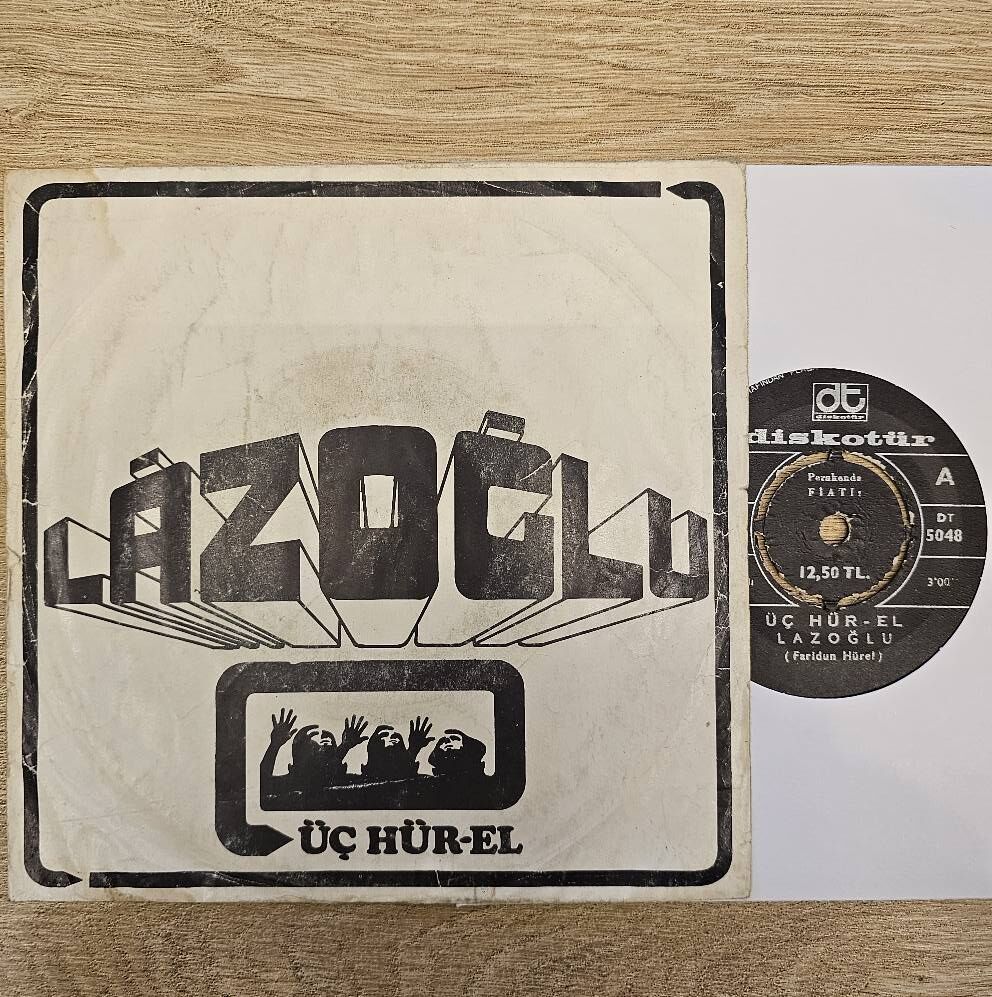 LÂZOĞLU
ÜÇ HÜR-EL
dt
diskotür
diskotür
Perakende
FİATI:
A
DT
5048
12,50 TL.
3'00''
ÜÇ HÜR-EL
LAZOĞLU
(Faridun Hürel)